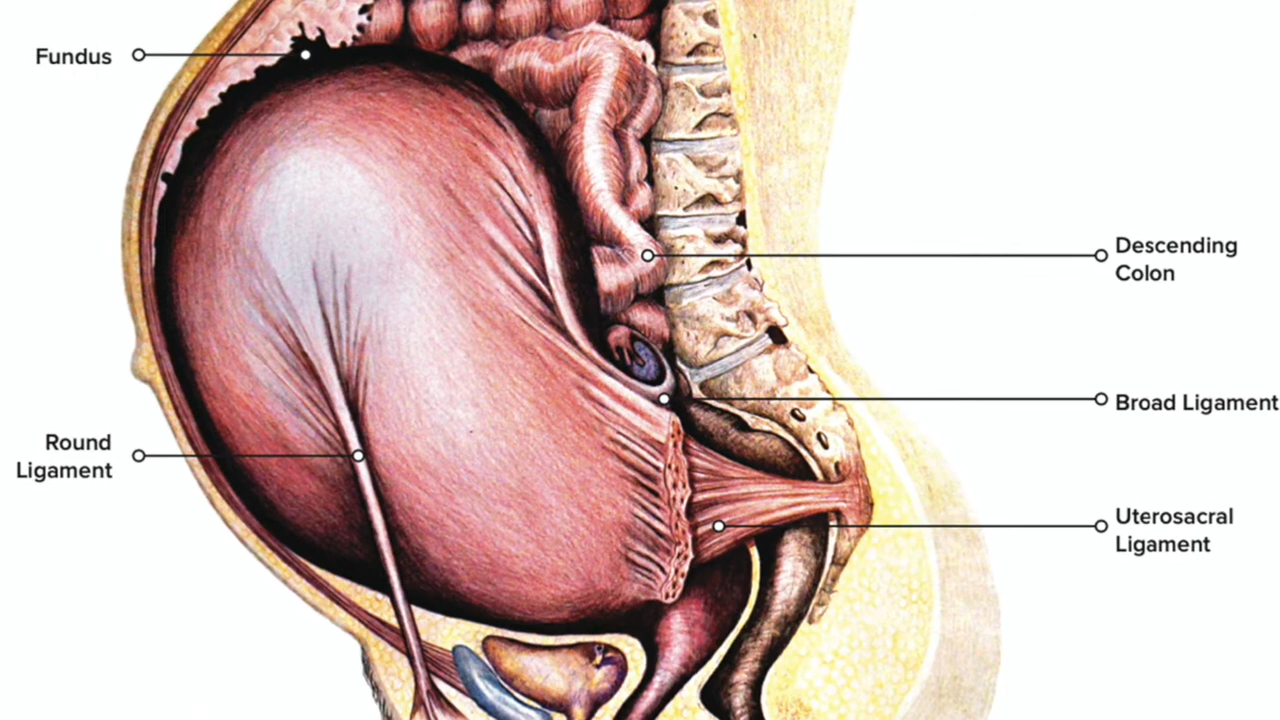 Fundus
Descending
Colon
Broad Ligament
Round
Ligament
Uterosacral
Ligament